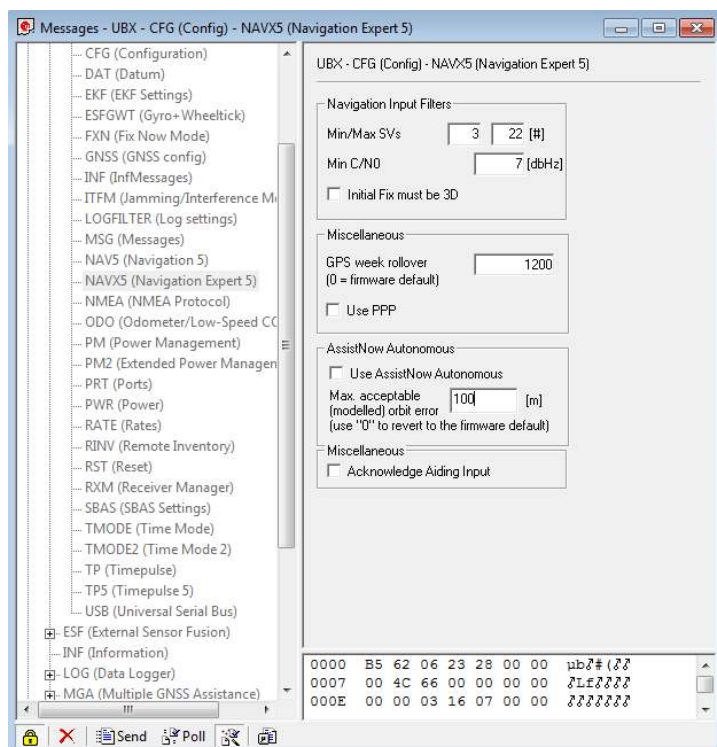 Messages - UBX - CFG (Config) - NAVX5 (Navigation Expert 5)
CFG (Configuration)
DAT (Datum)
EKF (EKF Settings)
ESFGWT (Gyro+Wheeltick)
FXN (Fix Now Mode)
GNSS (GNSS config)
INF (InfMessages)
ITFM (Jamming/Interference M
LOGFILTER (Log settings)
MSG (Messages)
NAV5 (Navigation 5)
NAVX5 (Navigation Expert 5)
NMEA (NMEA Protocol)
ODO (Odometer/Low-Speed CO
PM (Power Management)
PM2 (Extended Power Managen
PRT (Ports)
PWR (Power)
RATE (Rates)
RINV (Remote Inventory)
RST (Reset)
RXM (Receiver Manager)
SBAS (SBAS Settings)
TMODE (Time Mode)
TMODE2 (Time Mode 2)
TP (Timepulse)
TP5 (Timepulse 5)
USB (Universal Serial Bus)
ESF (External Sensor Fusion)
INF (Information)
LOG (Data Logger)
MGA (Multiple GNSS Assistance)
UBX - CFG (Config) - NAVX5 (Navigation Expert 5)
Navigation Input Filters
Min/Max SVs 3 22 [#]
Min C/N0 7 [dbHz]
Initial Fix must be 3D
Miscellaneous
GPS week rollover 1200
(0 = firmware default)
Use PPP
AssistNow Autonomous
Use AssistNow Autonomous
Max. acceptable 100 [m]
(modelled) orbit error
(use "0" to revert to the firmware default)
Miscellaneous
Acknowledge Aiding Input
0000 B5 62 06 23 28 00 00
0007 00 4C 66 00 00 00 00
000E 00 00 03 16 07 00 00
Send Poll